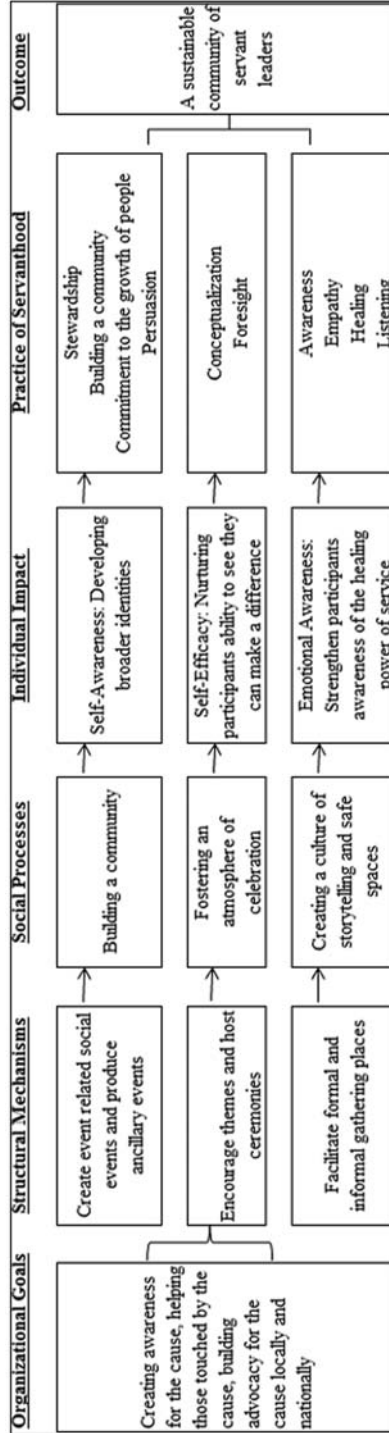 Organizational Goals
Creating awareness
for the cause, helping
those touched by the
cause, building
advocacy for the
cause locally and
nationally
Structural Mechanisms
Create event related social
events and produce
ancillary events
Encourage themes and host
ceremonies
Facilitate formal and
informal gathering places
Social Processes
Building a community
Fostering an
atmosphere of
celebration
Creating a culture of
storytelling and safe
spaces
Individual Impact
Self-Awareness: Developing
broader identities
Self-Efficacy: Nurturing
participants ability to see they
can make a difference
Emotional Awareness:
Strengthen participants
awareness of the healing
power of service
Practice of Servanthood
Stewardship
Building a community
Commitment to the growth of people
Persuasion
Conceptualization
Foresight
Awareness
Empathy
Healing
Listening
Outcome
A sustainable
community of
servant
leaders